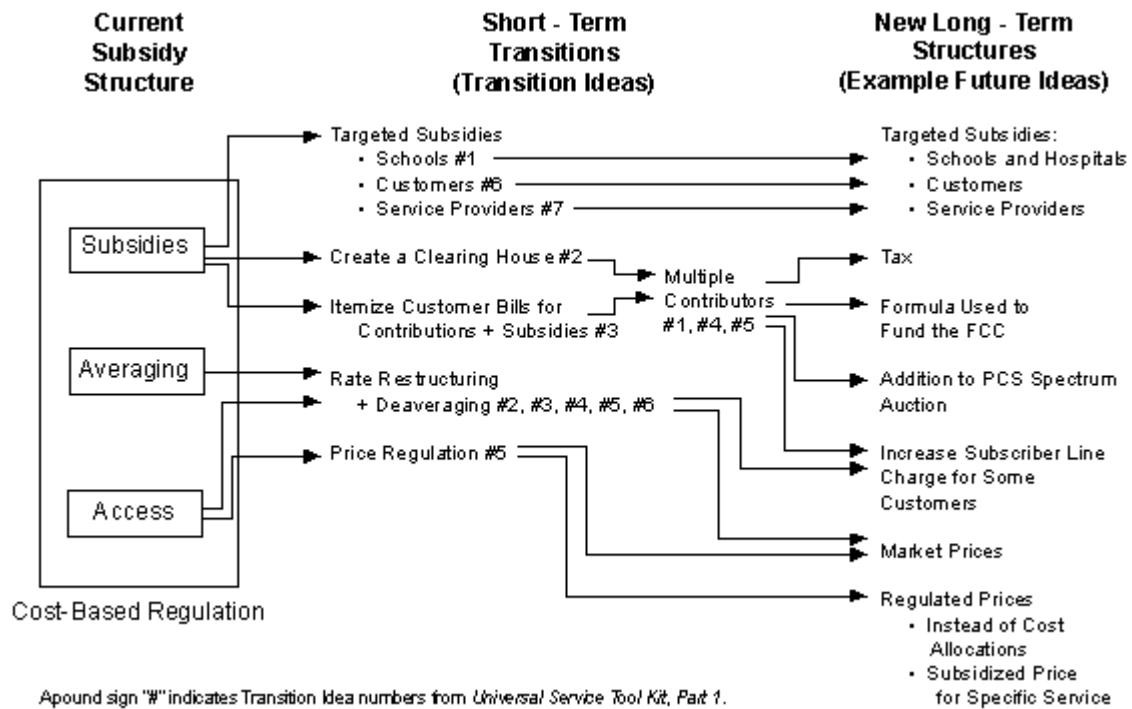 Current
Subsidy
Structure
Short - Term
Transitions
(Transition Ideas)
New Long - Term
Structures
(Example Future Ideas)
Subsidies
Averaging
Access
Cost-Based Regulation
Targeted Subsidies
• Schools #1
• Customers #6
• Service Providers #7
Create a Clearing House #2
Itemize Customer Bills for
Contributions + Subsidies #3
Rate Restructuring
+ Deaveraging #2, #3, #4, #5, #6
Price Regulation #5
Multiple
Contributors
#1, #4, #5
Targeted Subsidies:
• Schools and Hospitals
• Customers
• Service Providers
Tax
Formula Used to
Fund the FCC
Addition to PCS Spectrum
Auction
Increase Subscriber Line
Charge for Some
Customers
Market Prices
Regulated Prices
• Instead of Cost
Allocations
• Subsidized Price
for Specific Service
Apound sign "#" indicates Transition Idea numbers from Universal Service Tool Kit, Part 1.